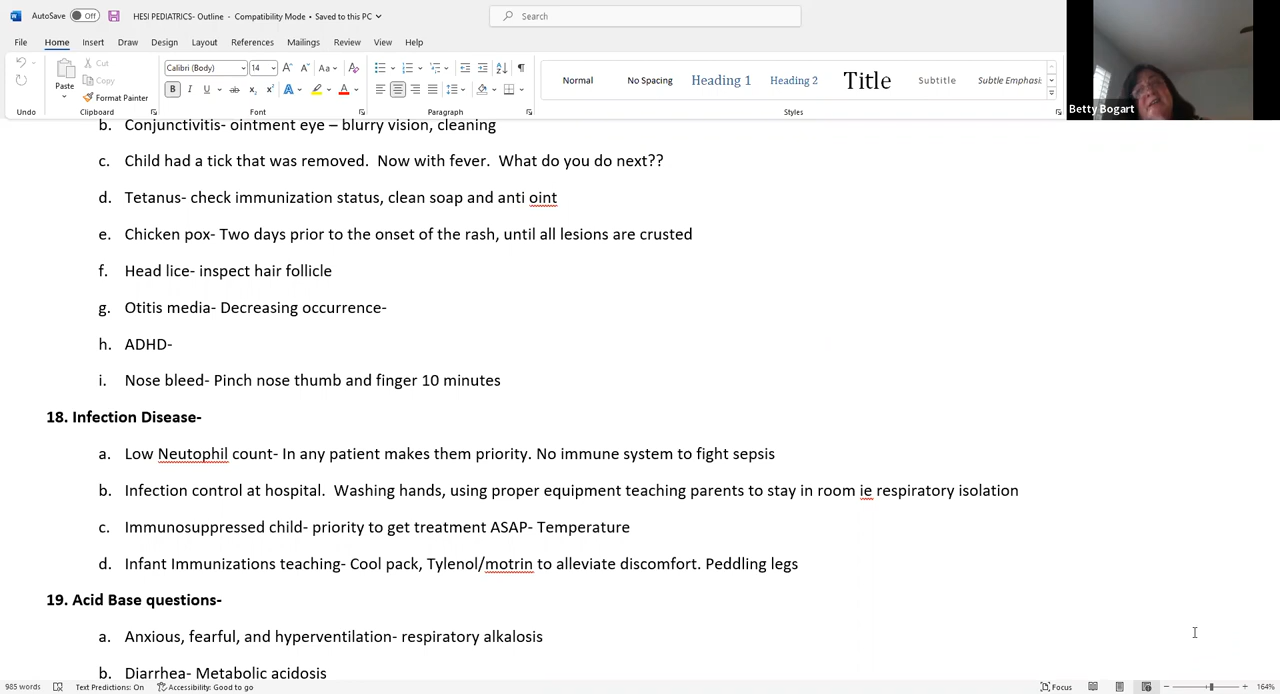 AutoSave Off HESI PEDIATRICS- Outline - Compatibility Mode • Saved to this PC Search
File Home Insert Draw Design Layout References Mailings Review View Help
Cut
Copy
Paste
Format Painter
Calibri (Body) 14
Normal No Spacing Heading 1 Heading 2 Title Subtitle Subtle Emphasis
Undo Clipboard Font Paragraph Styles
Betty Bogart
b. Conjunctivitis- ointment eye – blurry vision, cleaning
c. Child had a tick that was removed. Now with fever. What do you do next??
d. Tetanus- check immunization status, clean soap and anti oint
e. Chicken pox- Two days prior to the onset of the rash, until all lesions are crusted
f. Head lice- inspect hair follicle
g. Otitis media- Decreasing occurrence-
h. ADHD-
i. Nose bleed- Pinch nose thumb and finger 10 minutes
18. Infection Disease-
a. Low Neutophil count- In any patient makes them priority. No immune system to fight sepsis
b. Infection control at hospital. Washing hands, using proper equipment teaching parents to stay in room ie respiratory isolation
c. Immunosuppressed child- priority to get treatment ASAP- Temperature
d. Infant Immunizations teaching- Cool pack, Tylenol/motrin to alleviate discomfort. Peddling legs
19. Acid Base questions-
a. Anxious, fearful, and hyperventilation- respiratory alkalosis
b. Diarrhea- Metabolic acidosis
985 words Text Predictions: On Accessibility: Good to go Focus 164%